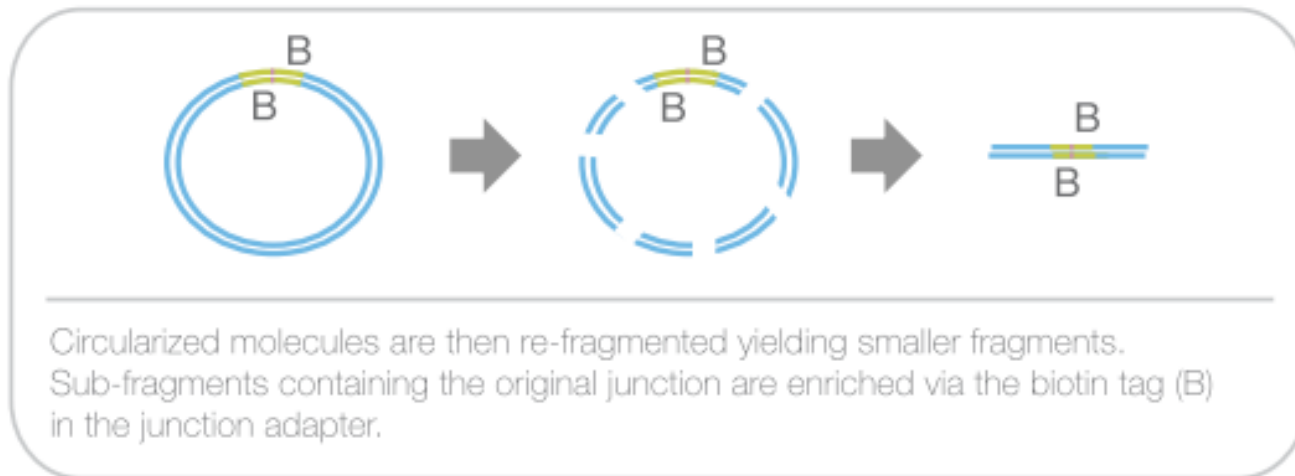 B
B
B
B
B
B
Circularized molecules are then re-fragmented yielding smaller fragments.
Sub-fragments containing the original junction are enriched via the biotin tag (B)
in the junction adapter.